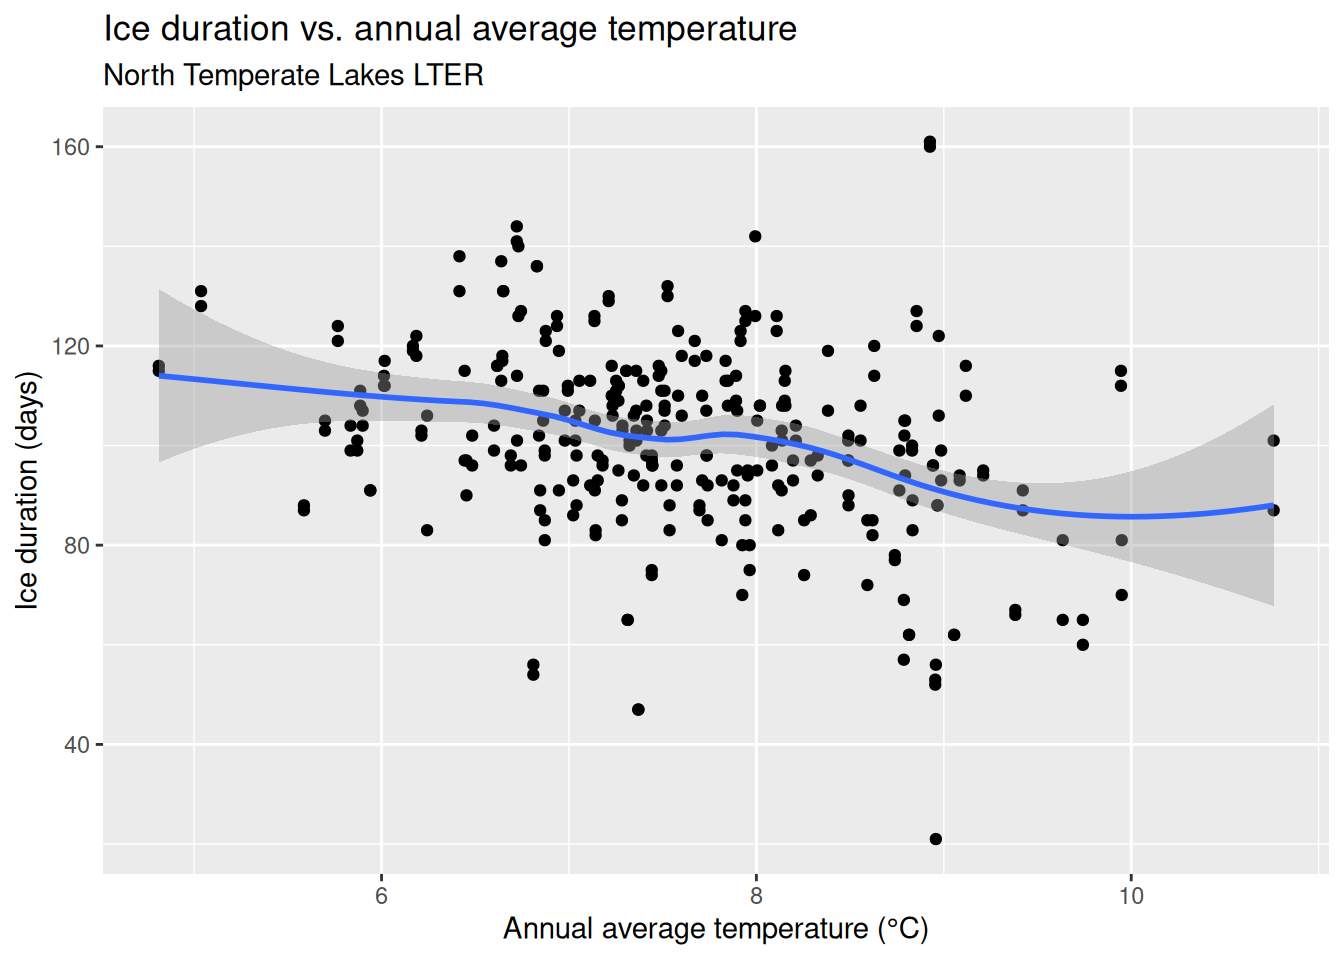 Ice duration vs. annual average temperature
North Temperate Lakes LTER
160
120
80
40
Ice duration (days)
6
8
10
Annual average temperature (°C)